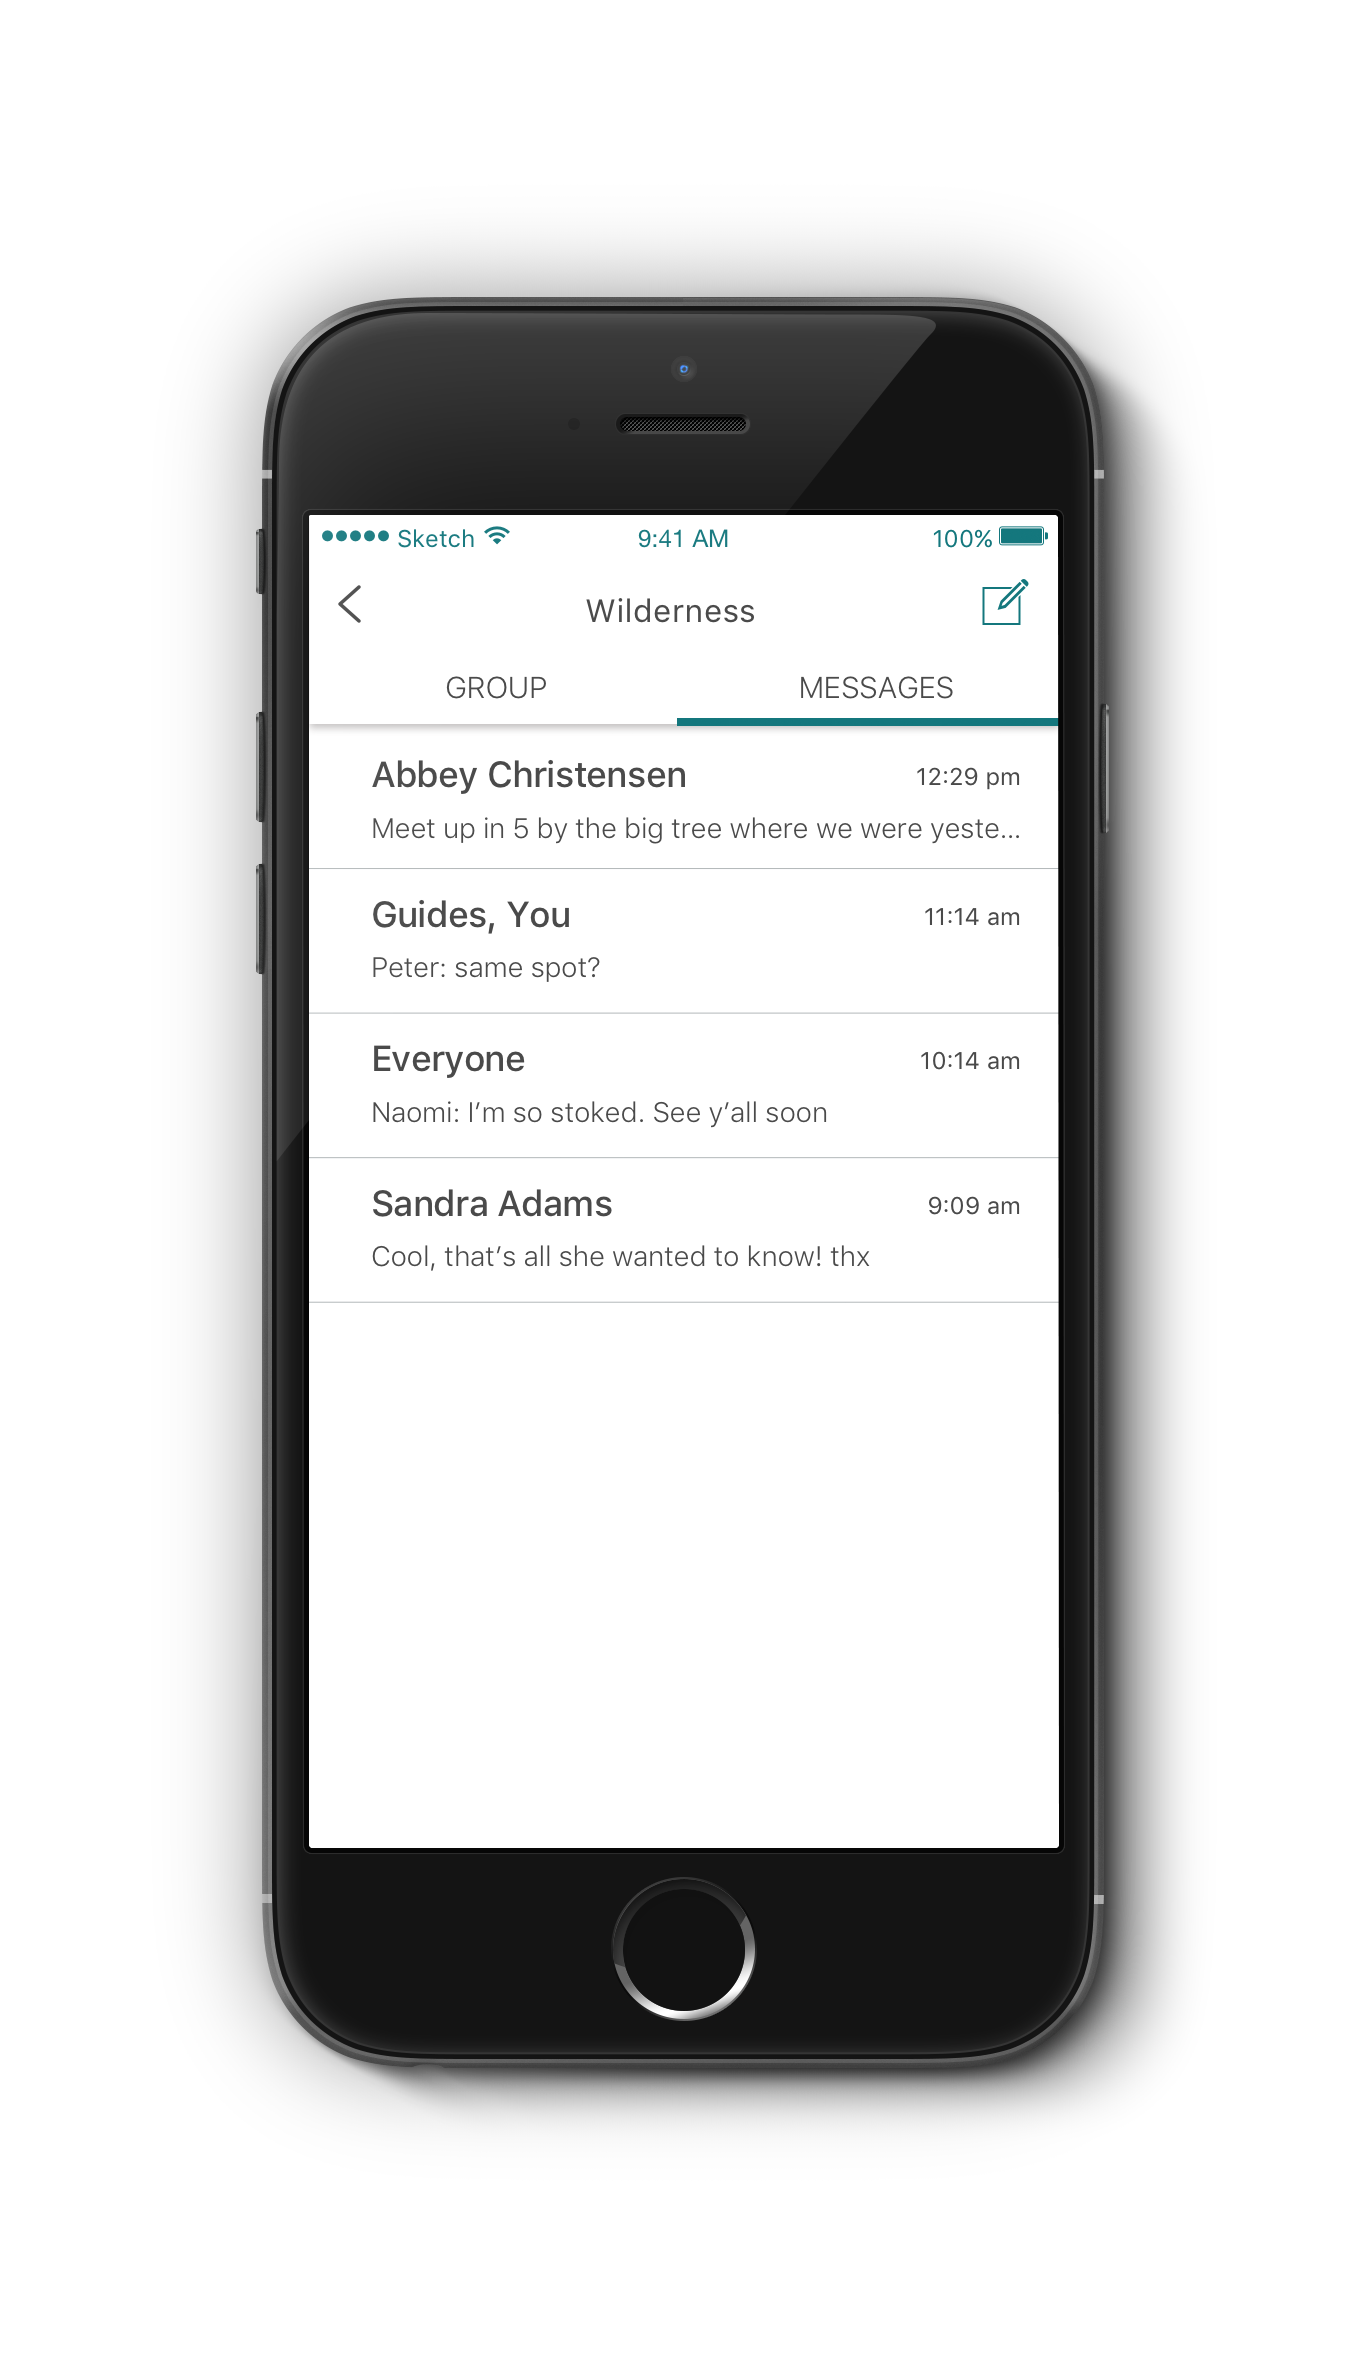 Sketch 9:41 AM 100%
Wilderness
GROUP MESSAGES
Abbey Christensen 12:29 pm
Meet up in 5 by the big tree where we were yeste...
Guides, You 11:14 am
Peter: same spot?
Everyone 10:14 am
Naomi: I’m so stoked. See y’all soon
Sandra Adams 9:09 am
Cool, that’s all she wanted to know! thx